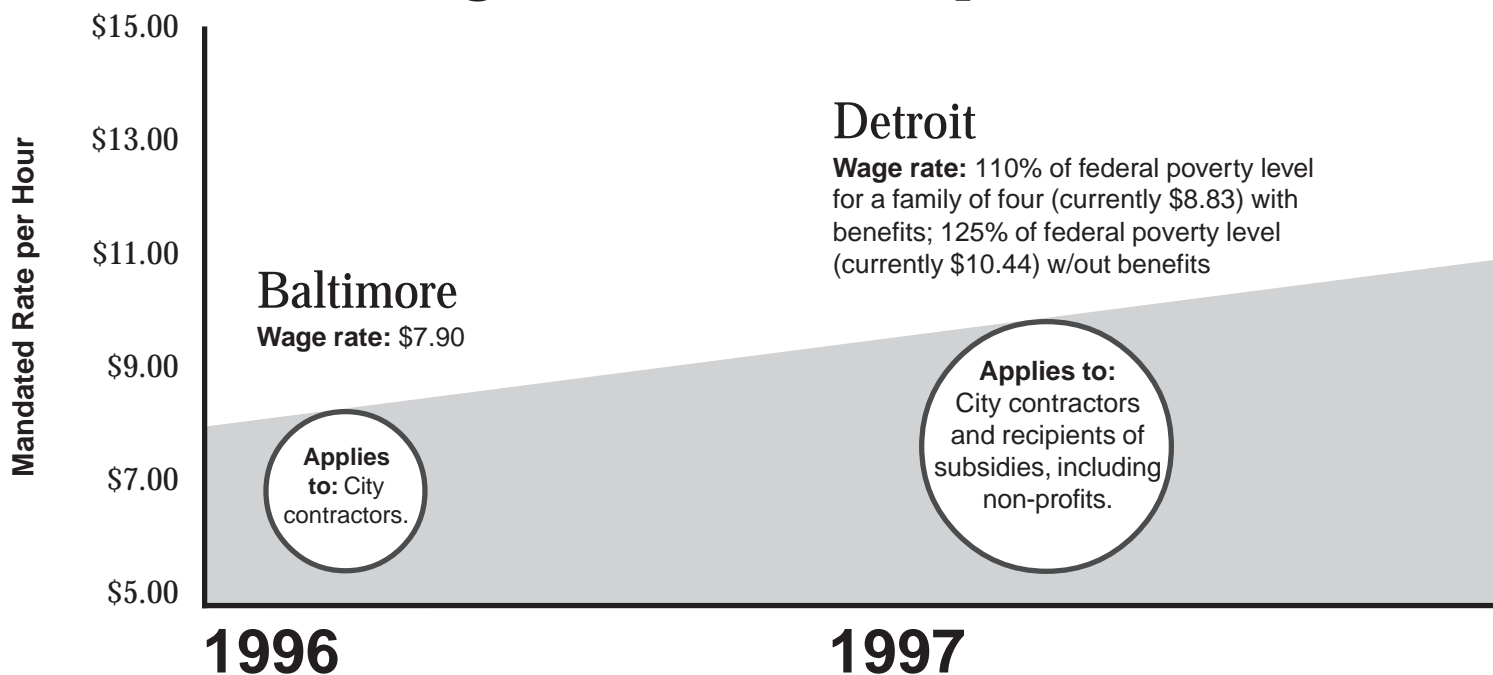 $15.00
$13.00
$11.00
$9.00
$7.00
$5.00
Mandated Rate per Hour
Baltimore
Wage rate: $7.90
Applies
to: City
contractors.
Detroit
Wage rate: 110% of federal poverty level
for a family of four (currently $8.83) with
benefits; 125% of federal poverty level
(currently $10.44) w/out benefits
Applies to:
City contractors
and recipients of
subsidies, including
non-profits.
1996
1997